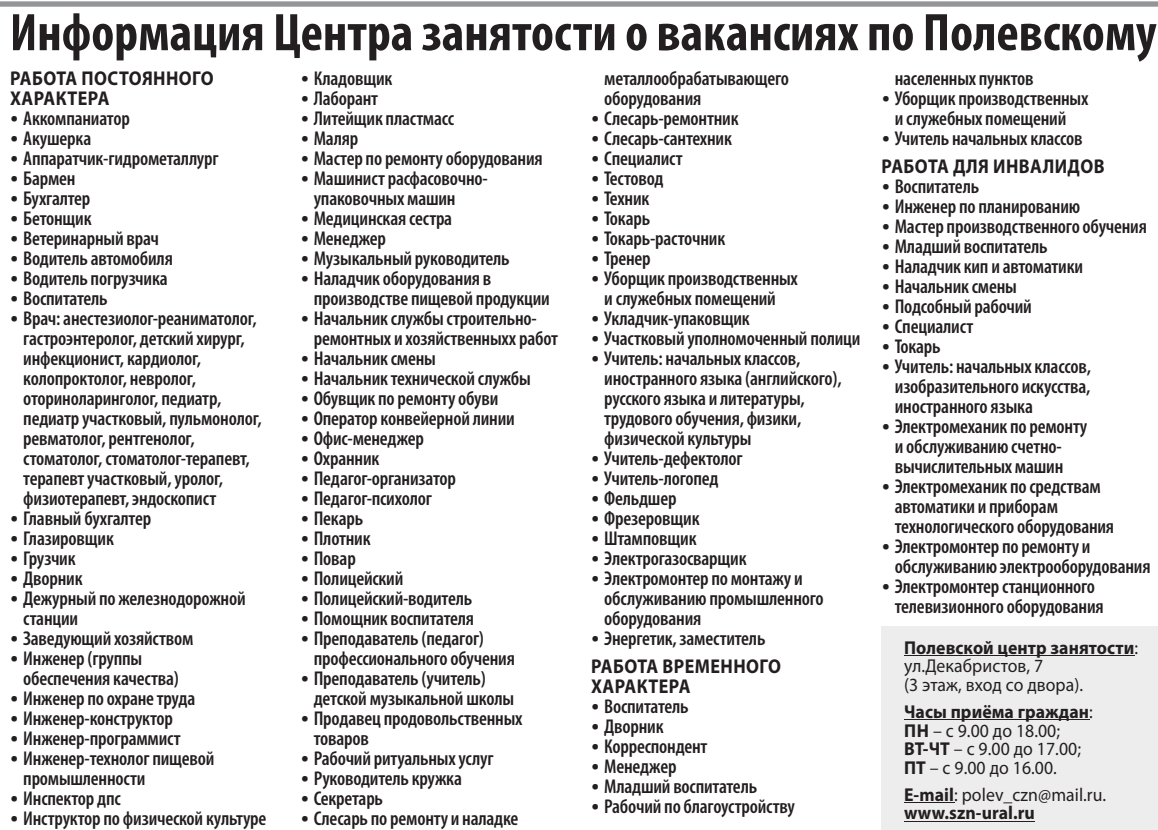 Информация Центра занятости о вакансиях по Полевскому
РАБОТА ПОСТОЯННОГО
ХАРАКТЕРА
• Аккомпаниатор
• Акушерка
• Аппаратчик-гидрометаллург
• Бармен
• Бухгалтер
• Бетонщик
• Ветеринарный врач
• Водитель автомобиля
• Водитель погрузчика
• Воспитатель
• Врач: анестезиолог-реаниматолог,
гастроэнтеролог, детский хирург,
инфекционист, кардиолог,
колопроктолог, невролог,
оториноларинголог, педиатр,
педиатр участковый, пульмонолог,
ревматолог, рентгенолог,
стоматолог, стоматолог-терапевт,
терапевт участковый, уролог,
физиотерапевт, эндоскопист
• Главный бухгалтер
• Глазировщик
• Грузчик
• Дворник
• Дежурный по железнодорожной
станции
• Заведующий хозяйством
• Инженер (группы
обеспечения качества)
• Инженер по охране труда
• Инженер-конструктор
• Инженер-программист
• Инженер-технолог пищевой
промышленности
• Инспектор дпс
• Инструктор по физической культуре
• Кладовщик
• Лаборант
• Литейщик пластмасс
• Маляр
• Мастер по ремонту оборудования
• Машинист расфасовочно-
упаковочных машин
• Медицинская сестра
• Менеджер
• Музыкальный руководитель
• Наладчик оборудования в
производстве пищевой продукции
• Начальник службы строительно-
ремонтных и хозяйственныхх работ
• Начальник смены
• Начальник технической службы
• Обувщик по ремонту обуви
• Оператор конвейерной линии
• Офис-менеджер
• Охранник
• Педагог-организатор
• Педагог-психолог
• Пекарь
• Плотник
• Повар
• Полицейский
• Полицейский-водитель
• Помощник воспитателя
• Преподаватель (педагог)
профессионального обучения
• Преподаватель (учитель)
детской музыкальной школы
• Продавец продовольственных
товаров
• Рабочий ритуальных услуг
• Руководитель кружка
• Секретарь
• Слесарь по ремонту и наладке
металлообрабатывающего
оборудования
• Слесарь-ремонтник
• Слесарь-сантехник
• Специалист
• Тестовод
• Техник
• Токарь
• Токарь-расточник
• Тренер
• Уборщик производственных
и служебных помещений
• Укладчик-упаковщик
• Участковый уполномоченный полици
• Учитель: начальных классов,
иностранного языка (английского),
русского языка и литературы,
трудового обучения, физики,
физической культуры
• Учитель-дефектолог
• Учитель-логопед
• Фельдшер
• Фрезеровщик
• Штамповщик
• Электрогазосварщик
• Электромонтер по монтажу и
обслуживанию промышленного
оборудования
• Энергетик, заместитель
РАБОТА ВРЕМЕННОГО
ХАРАКТЕРА
• Воспитатель
• Дворник
• Корреспондент
• Менеджер
• Младший воспитатель
• Рабочий по благоустройству
населенных пунктов
• Уборщик производственных
и служебных помещений
• Учитель начальных классов
РАБОТА ДЛЯ ИНВАЛИДОВ
• Воспитатель
• Инженер по планированию
• Мастер производственного обучения
• Младший воспитатель
• Наладчик кип и автоматики
• Начальник смены
• Подсобный рабочий
• Специалист
• Токарь
• Учитель: начальных классов,
изобразительного искусства,
иностранного языка
• Электромеханик по ремонту
и обслуживанию счетно-
вычислительных машин
• Электромеханик по средствам
автоматики и приборам
технологического оборудования
• Электромонтер по ремонту и
обслуживанию электрооборудования
• Электромонтер станционного
телевизионного оборудования
Полевской центр занятости:
ул.Декабристов, 7
(3 этаж, вход со двора).
Часы приёма граждан:
ПН – с 9.00 до 18.00;
ВТ-ЧТ – с 9.00 до 17.00;
ПТ – с 9.00 до 16.00.
E-mail: polev_czn@mail.ru.
www.szn-ural.ru